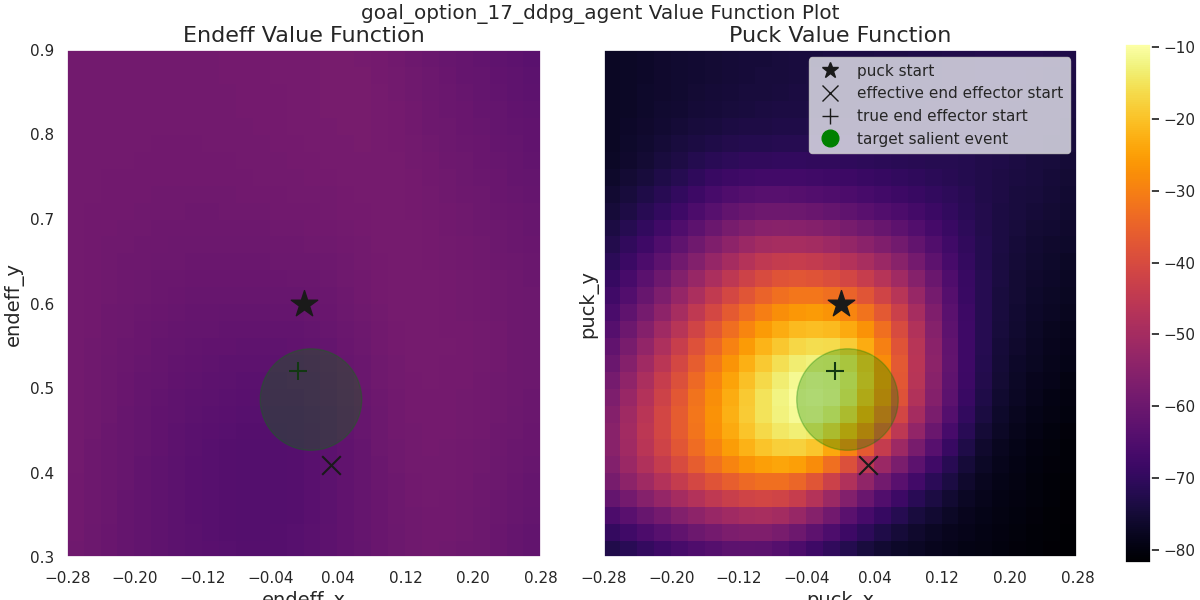 goal_option_17_ddpg_agent Value Function Plot
Endeff Value Function
Puck Value Function
puck start
effective end effector start
true end effector start
target salient event
0.9
0.8
0.7
0.6
0.5
0.4
0.3
endeff_y
−0.28 −0.20 −0.12 −0.04 0.04 0.12 0.20 0.28
endeff_x
puck_y
−0.28 −0.20 −0.12 −0.04 0.04 0.12 0.20 0.28
puck_x
−10
−20
−30
−40
−50
−60
−70
−80